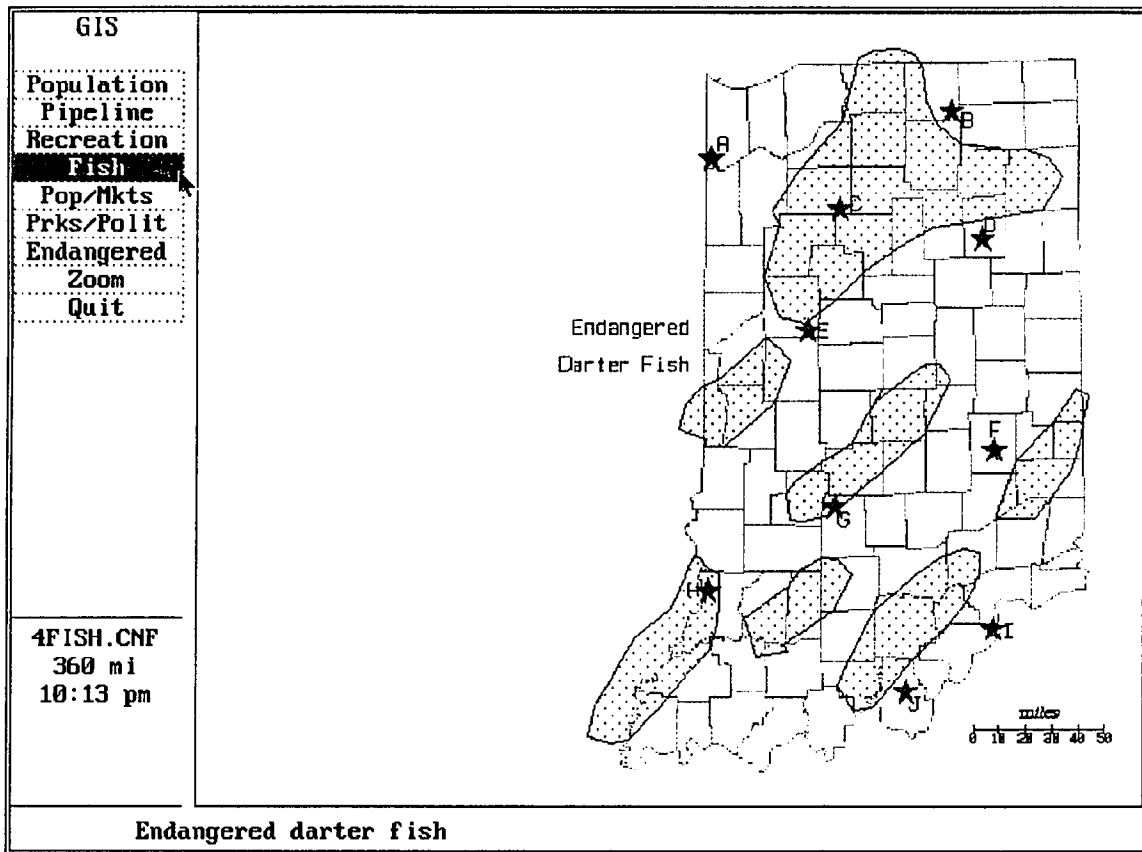 GIS
Population
Pipeline
Recreation
Fish
Pop/Mkts
Prks/Polit
Endangered
Zoom
Quit
4FISH.CNF
360 mi
10:13 pm
A
B
C
D
Endangered
E
Darter Fish
F
G
H
I
J
miles
0 10 20 30 40 50
Endangered darter fish